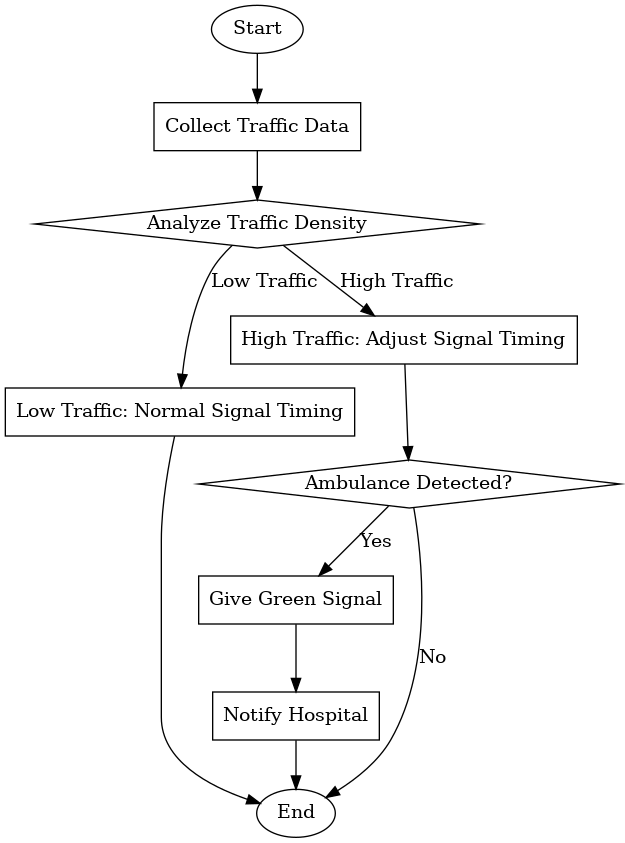 Start
Collect Traffic Data
Analyze Traffic Density
Low Traffic
High Traffic
High Traffic: Adjust Signal Timing
Low Traffic: Normal Signal Timing
Ambulance Detected?
Yes
Give Green Signal
No
Notify Hospital
End